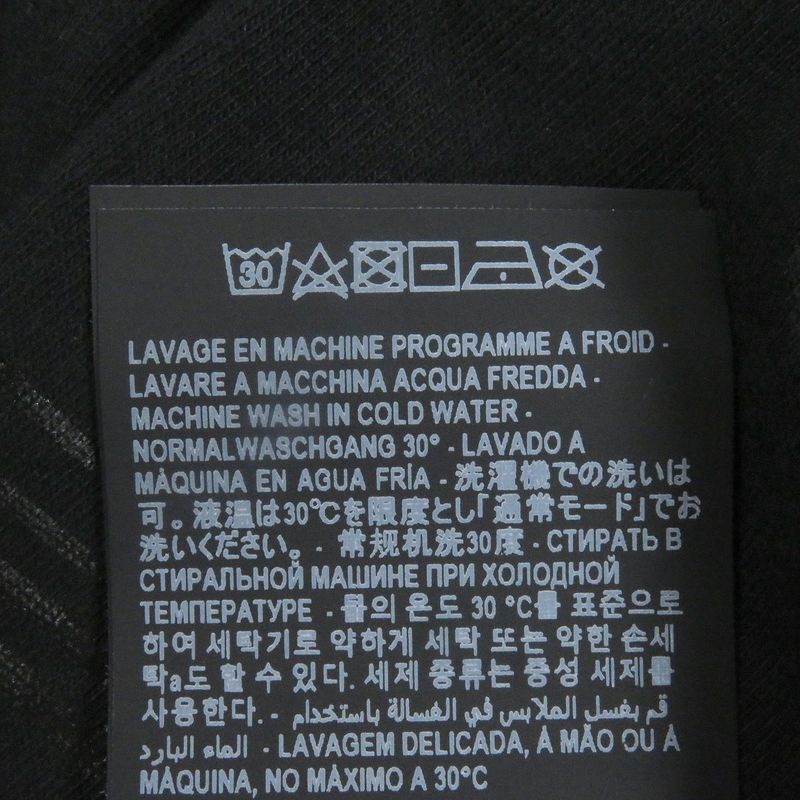 30
LAVAGE EN MACHINE PROGRAMME A FROID -
LAVARE A MACCHINA ACQUA FREDDA -
MACHINE WASH IN COLD WATER -
NORMALWASCHGANG 30° - LAVADO A
MÁQUINA EN AGUA FRÍA - 洗濯機での洗いは
可。液温は30℃を限度とし「通常モード」でお
洗いください。 - 常规机洗30度 - СТИРАТЬ В
СТИРАЛЬНОЙ МАШИНЕ ПРИ ХОЛОДНОЙ
ТЕМПЕРАТУРЕ - 물의 온도 30 °C를 표준으로
하여 세탁기로 약하게 세탁 또는 약한 손세
탁a도 할 수 있다. 세제 종류는 중성 세제를
사용한다. - قم بغسل الملابس في الغسالة باستخدام
الماء البارد - LAVAGEM DELICADA, À MÃO OU À
MÁQUINA, NO MÁXIMO A 30°C